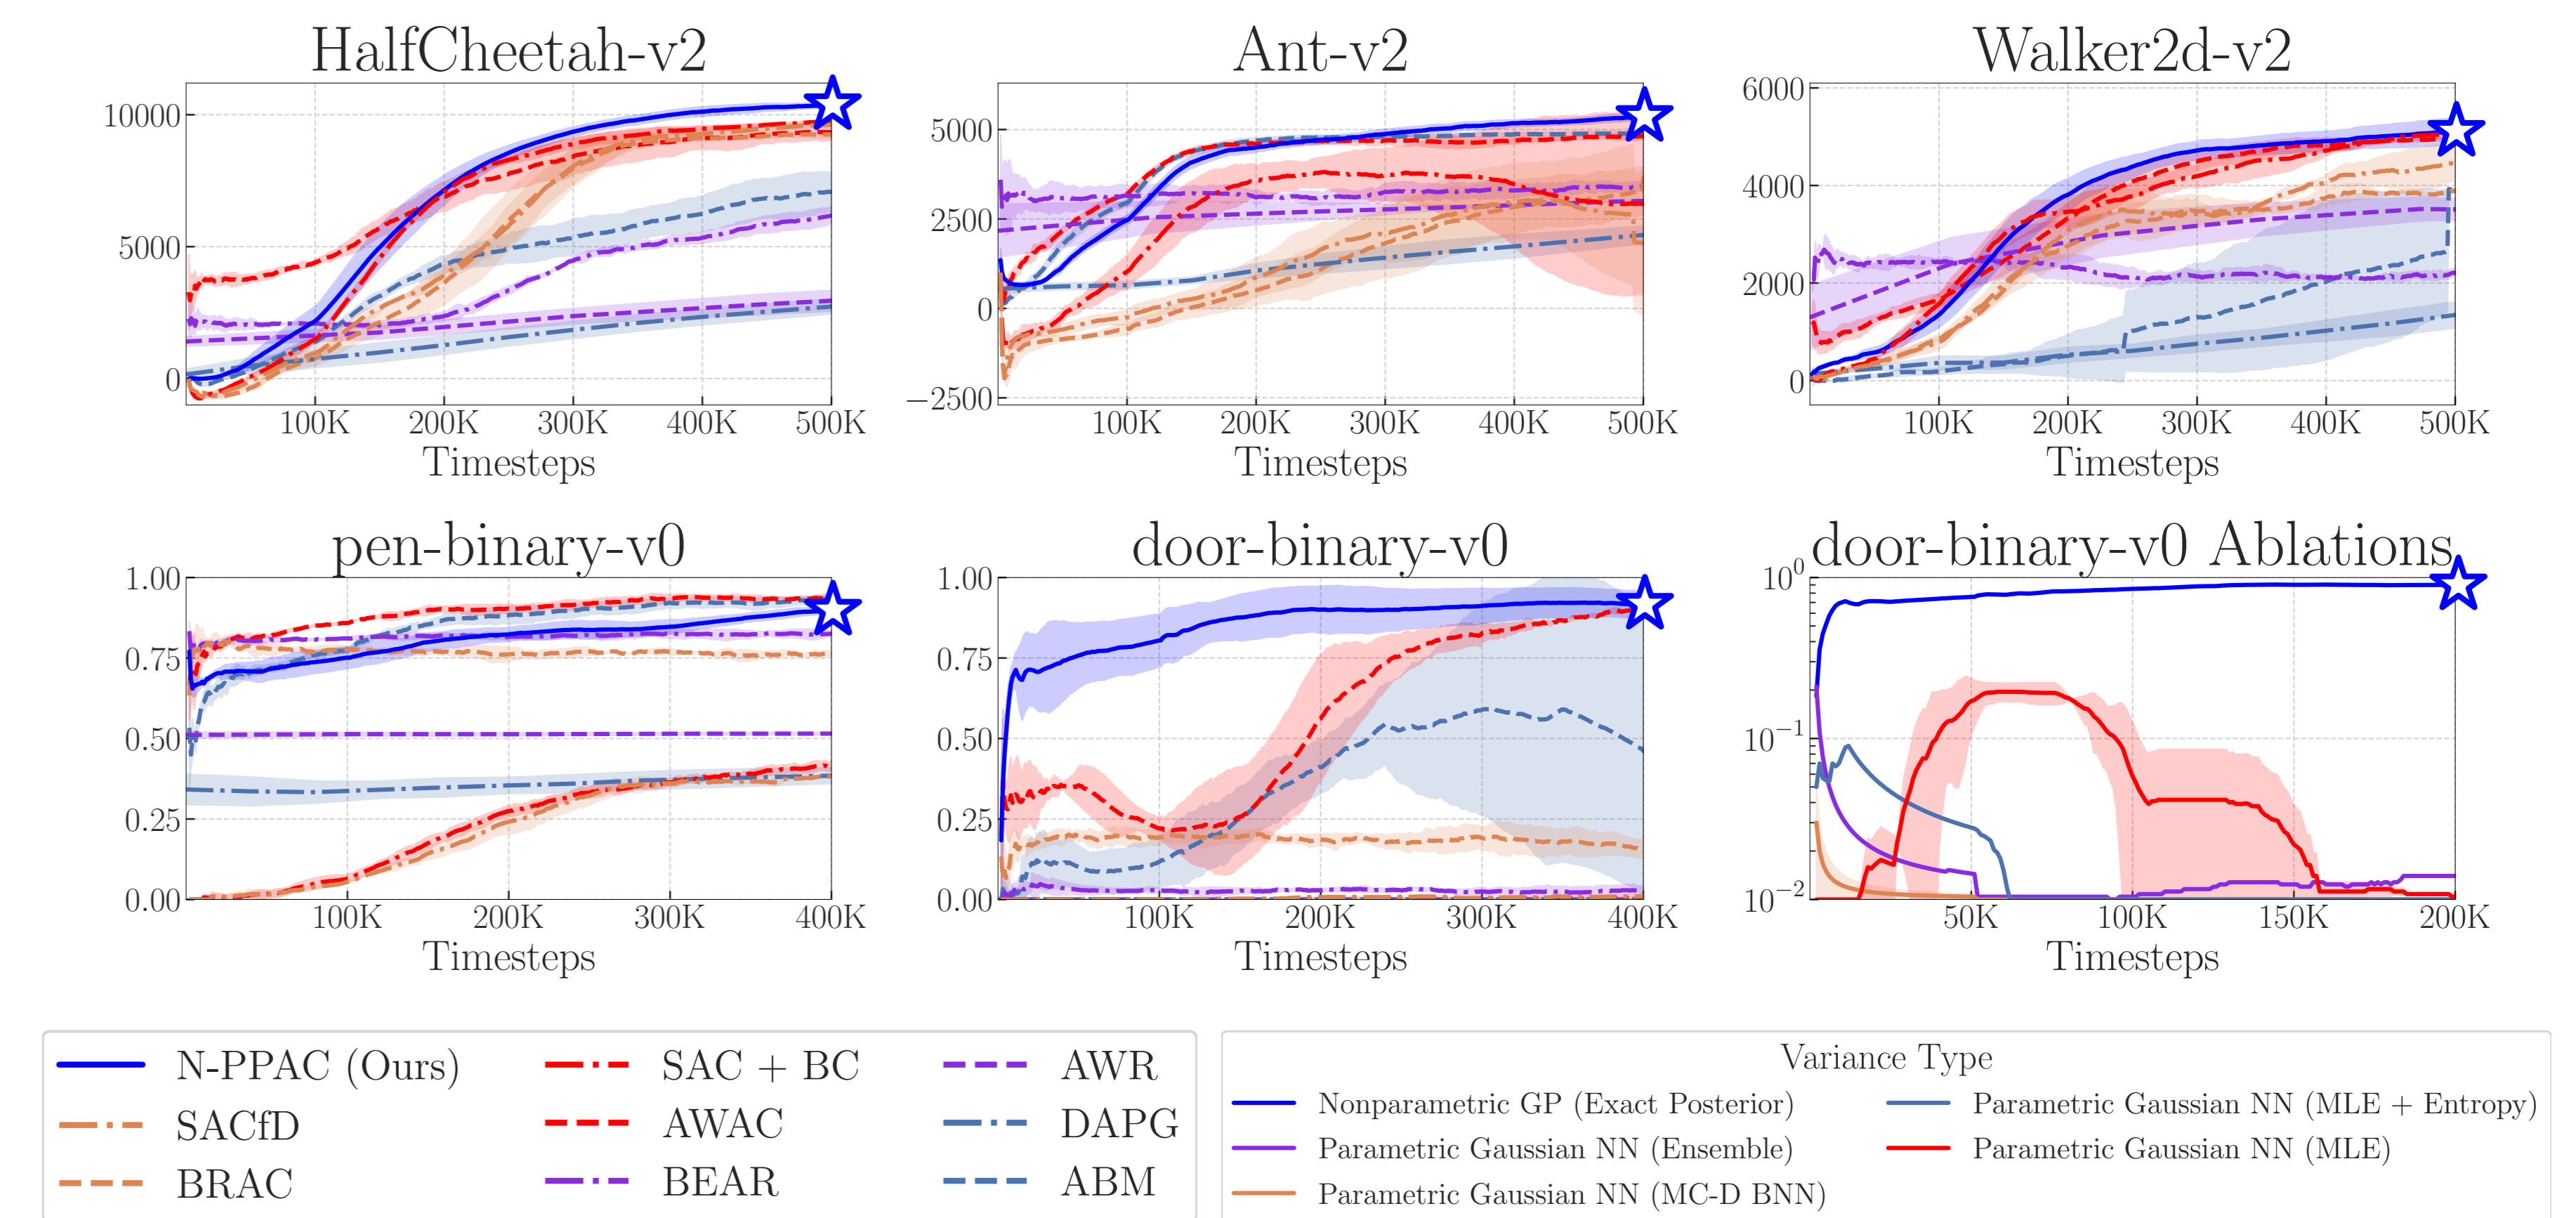 HalfCheetah-v2
10000
5000
0
100K 200K 300K 400K 500K
Timesteps
Ant-v2
5000
2500
0
−2500
100K 200K 300K 400K 500K
Timesteps
Walker2d-v2
6000
4000
2000
0
100K 200K 300K 400K 500K
Timesteps
pen-binary-v0
1.00
0.75
0.50
0.25
0.00
100K 200K 300K 400K
Timesteps
door-binary-v0
1.00
0.75
0.50
0.25
0.00
100K 200K 300K 400K
Timesteps
door-binary-v0 Ablations
10⁰
10⁻¹
10⁻²
50K 100K 150K 200K
Timesteps
N-PPAC (Ours)
SACfD
BRAC
SAC + BC
AWAC
BEAR
AWR
DAPG
ABM
Variance Type
Nonparametric GP (Exact Posterior)
Parametric Gaussian NN (Ensemble)
Parametric Gaussian NN (MC-D BNN)
Parametric Gaussian NN (MLE + Entropy)
Parametric Gaussian NN (MLE)